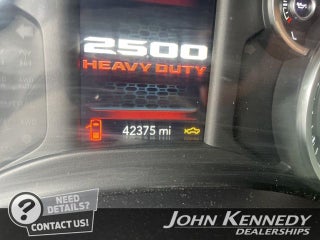 2500
HEAVY DUTY
42375 mi
NEED
DETAILS?
CONTACT US!
JOHN KENNEDY
DEALERSHIPS